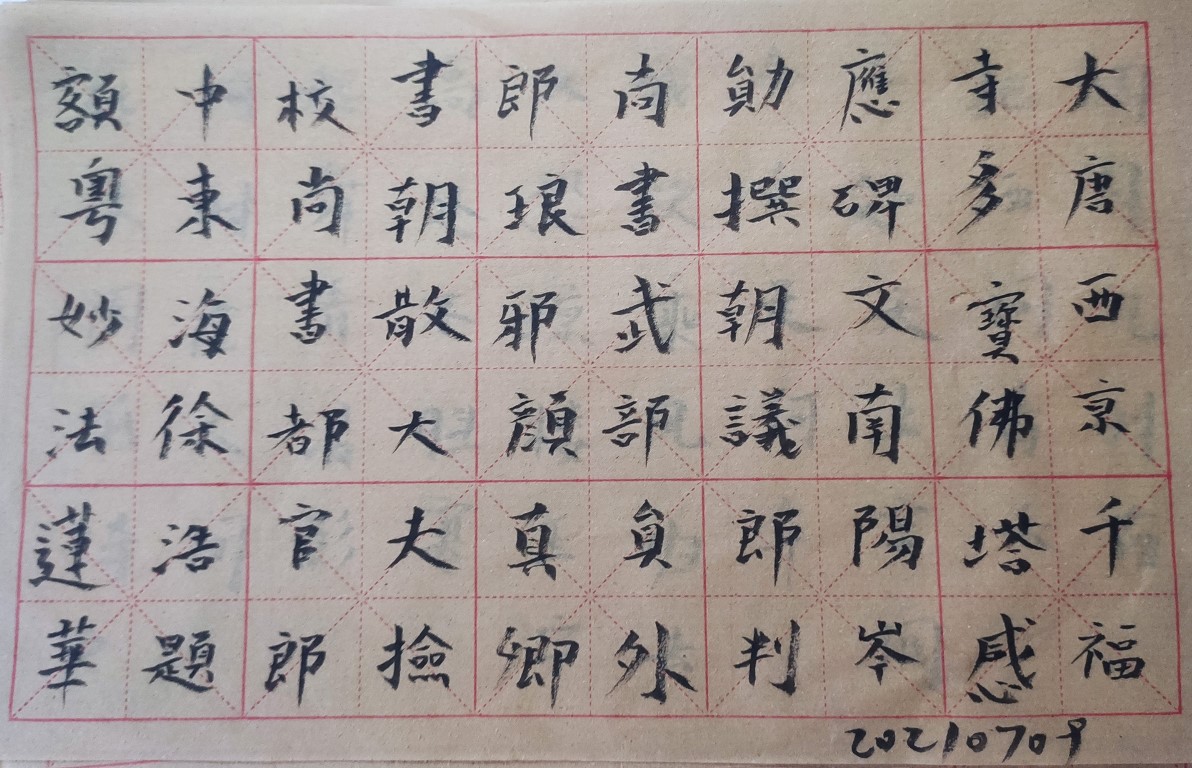 大唐西京千福
寺多寶佛塔感
應碑文南陽岑
勛撰朝議郎判
尚書武部員外
郎琅邪顏真卿
書朝散大夫撿
校尚書都官郎
中東海徐浩題
額粵妙法蓮華
20210709